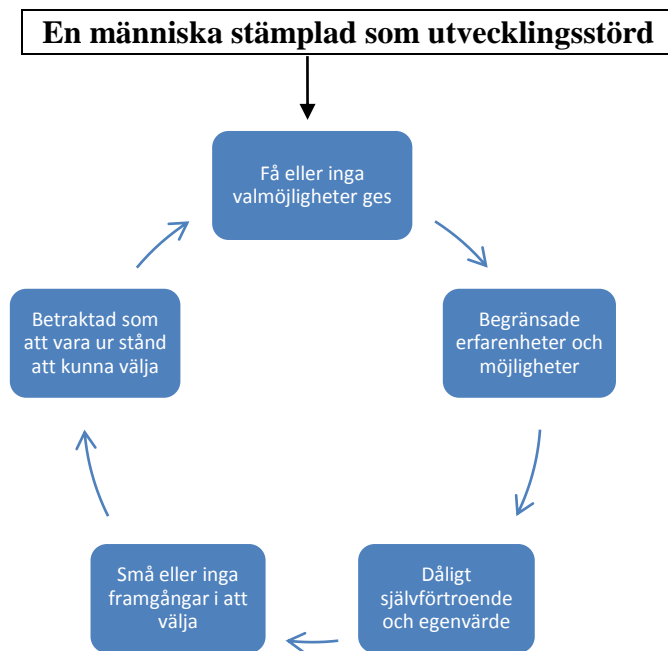 En människa stämplad som utvecklingsstörd
Få eller inga
valmöjligheter ges
Begränsade
erfarenheter och
möjligheter
Dåligt
självförtroende
och egenvärde
Små eller inga
framgångar i att
välja
Betraktad som
att vara ur stånd
att kunna välja